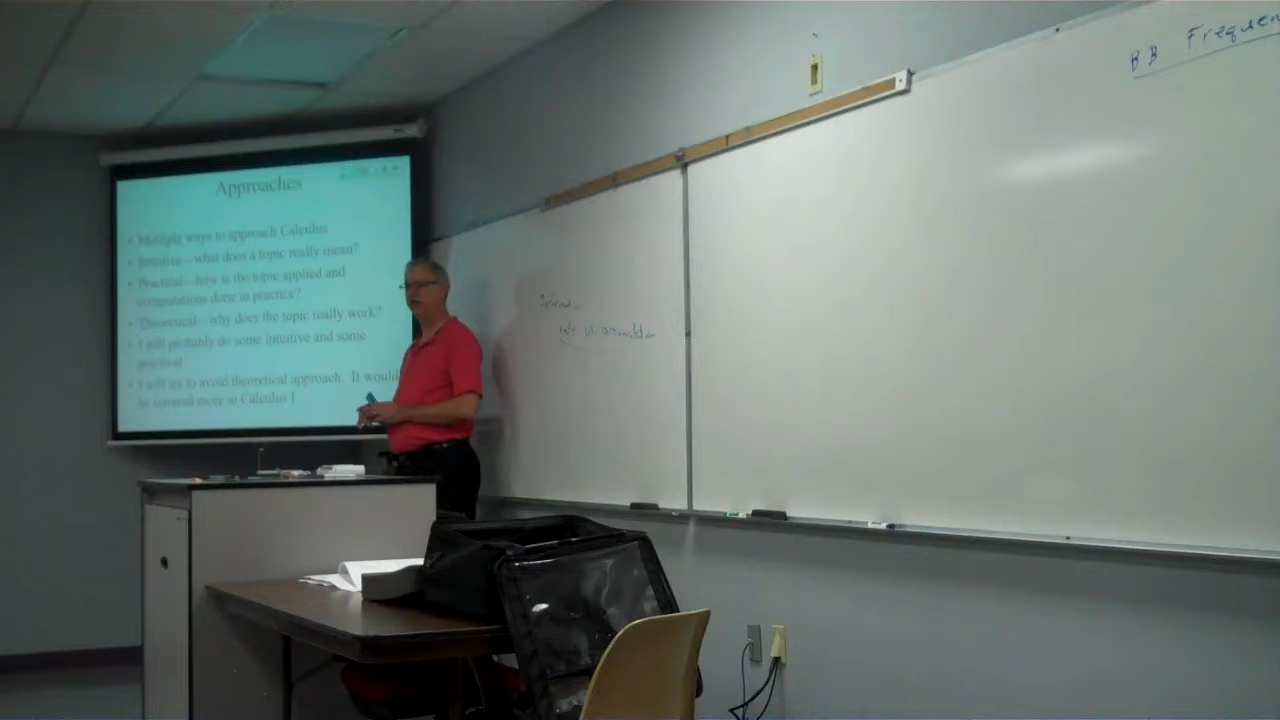 Approaches
• Multiple ways to approach Calculus
• Intuitive—what does a topic really mean?
• Practical—how is the topic applied and
computations done in practice?
• Theoretical—why does the topic really work?
• I will probably do some intuitive and some
practical
• I will try to avoid theoretical approach. It would
be covered more in Calculus I
BB Frequen